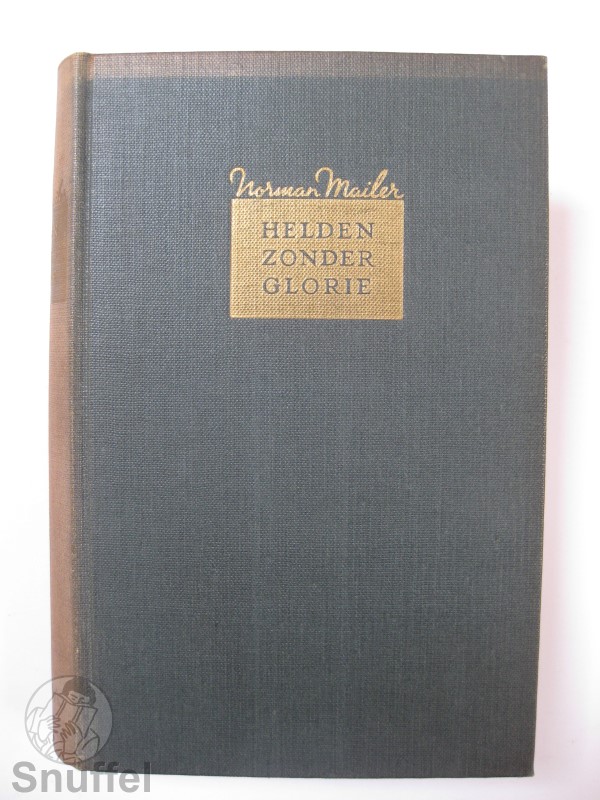 Norman Mailer
HELDEN
ZONDER
GLORIE
Snuffel